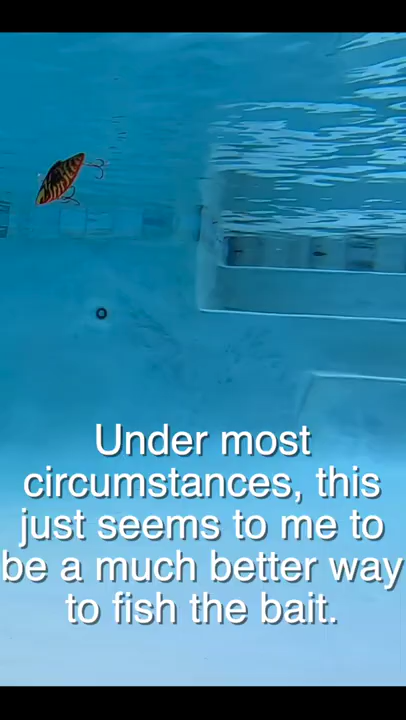 Under most
circumstances, this
just seems to me to
be a much better way
to fish the bait.